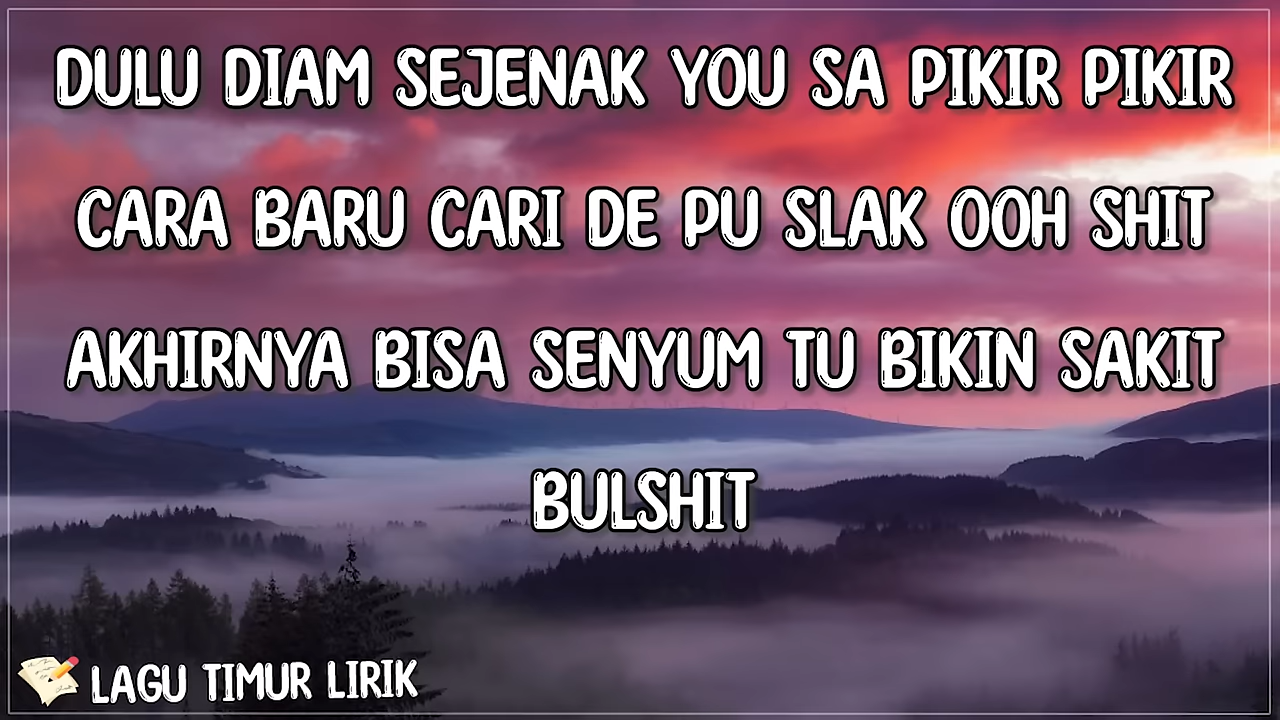 DULU DIAM SEJENAK YOU SA PIKIR PIKIR
CARA BARU CARI DE PU SLAK OOH SHIT
AKHIRNYA BISA SENYUM TU BIKIN SAKIT
BULSHIT
LAGU TIMUR LIRIK